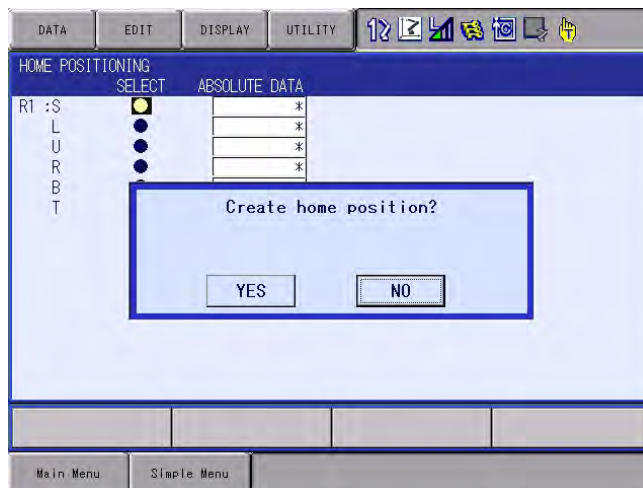 DATA EDIT DISPLAY UTILITY
HOME POSITIONING
SELECT ABSOLUTE DATA
R1 :S *
L *
U *
R *
B
T
Create home position?
YES NO
Main Menu Simple Menu